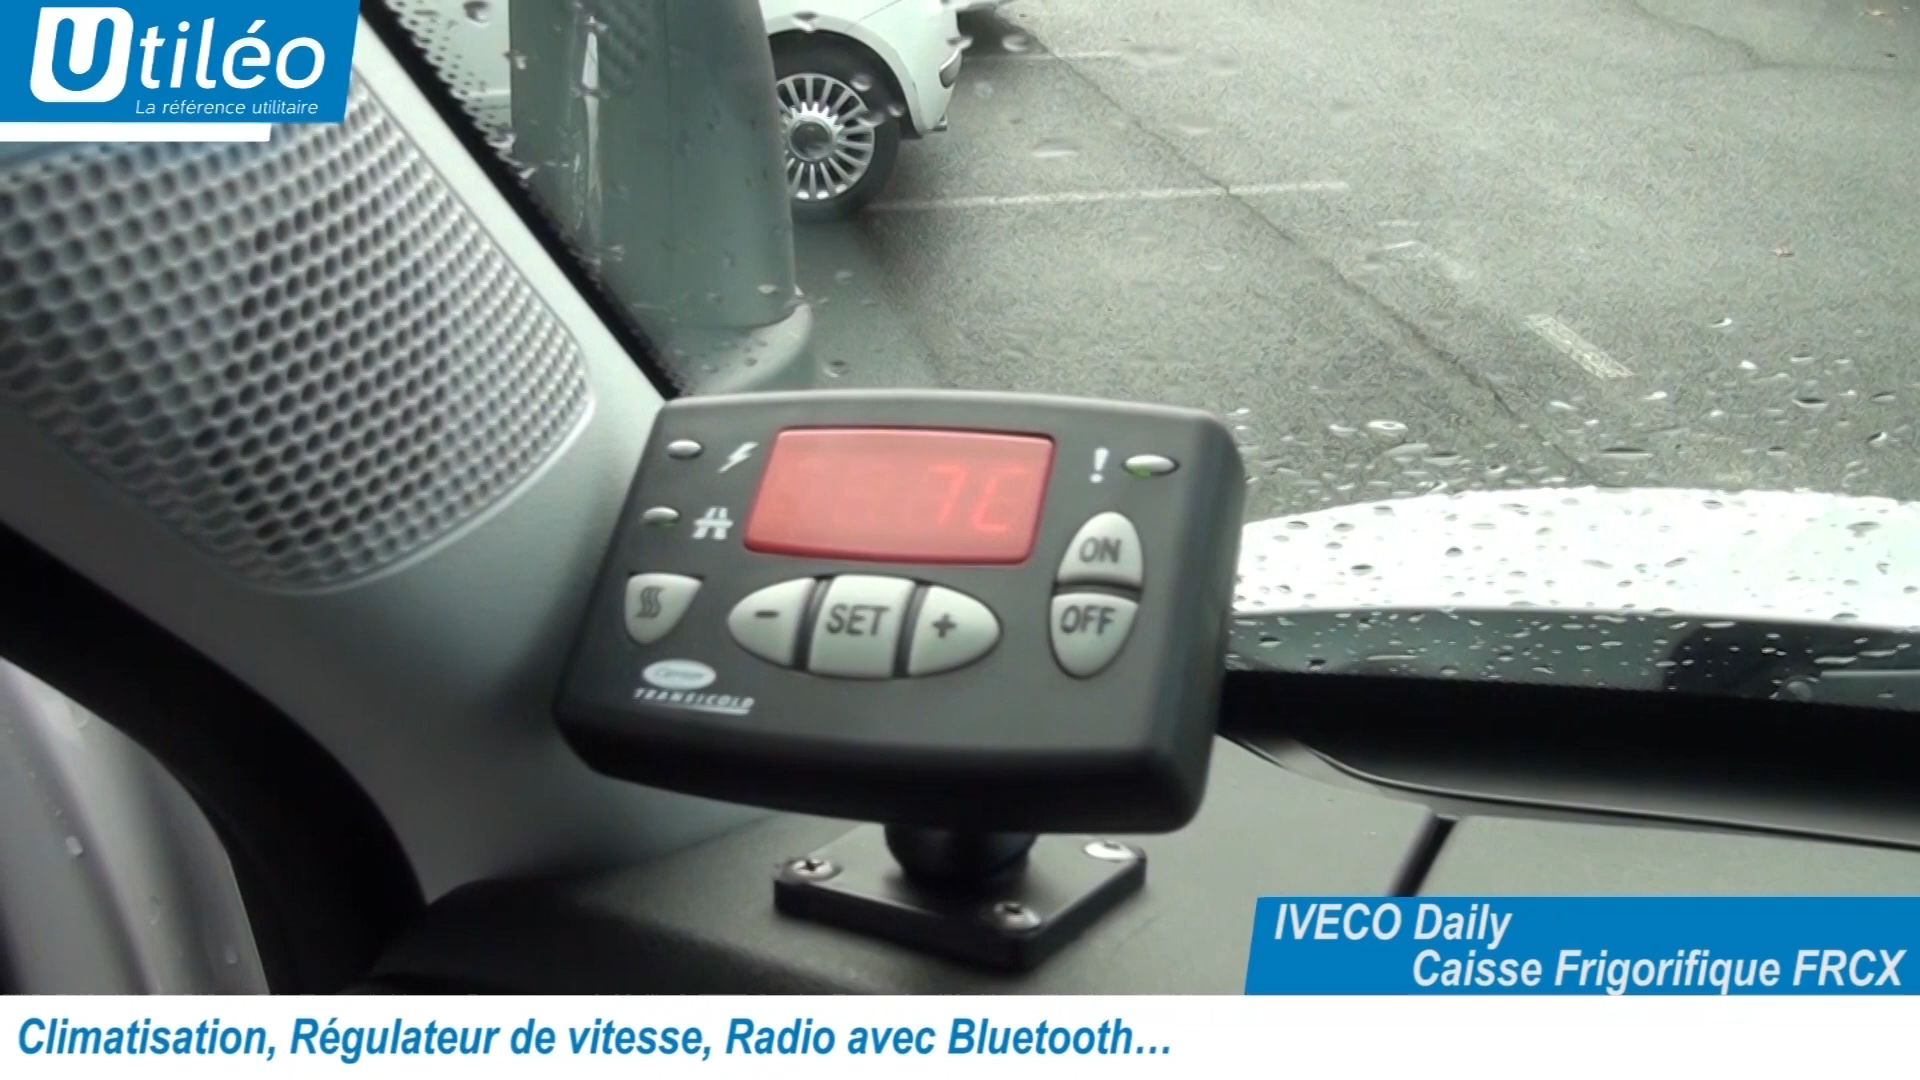 Utiléo
La référence utilitaire
7C
!
ON
- SET +
OFF
Carrier
TRANSICOLD
IVECO Daily
Caisse Frigorifique FRCX
Climatisation, Régulateur de vitesse, Radio avec Bluetooth...